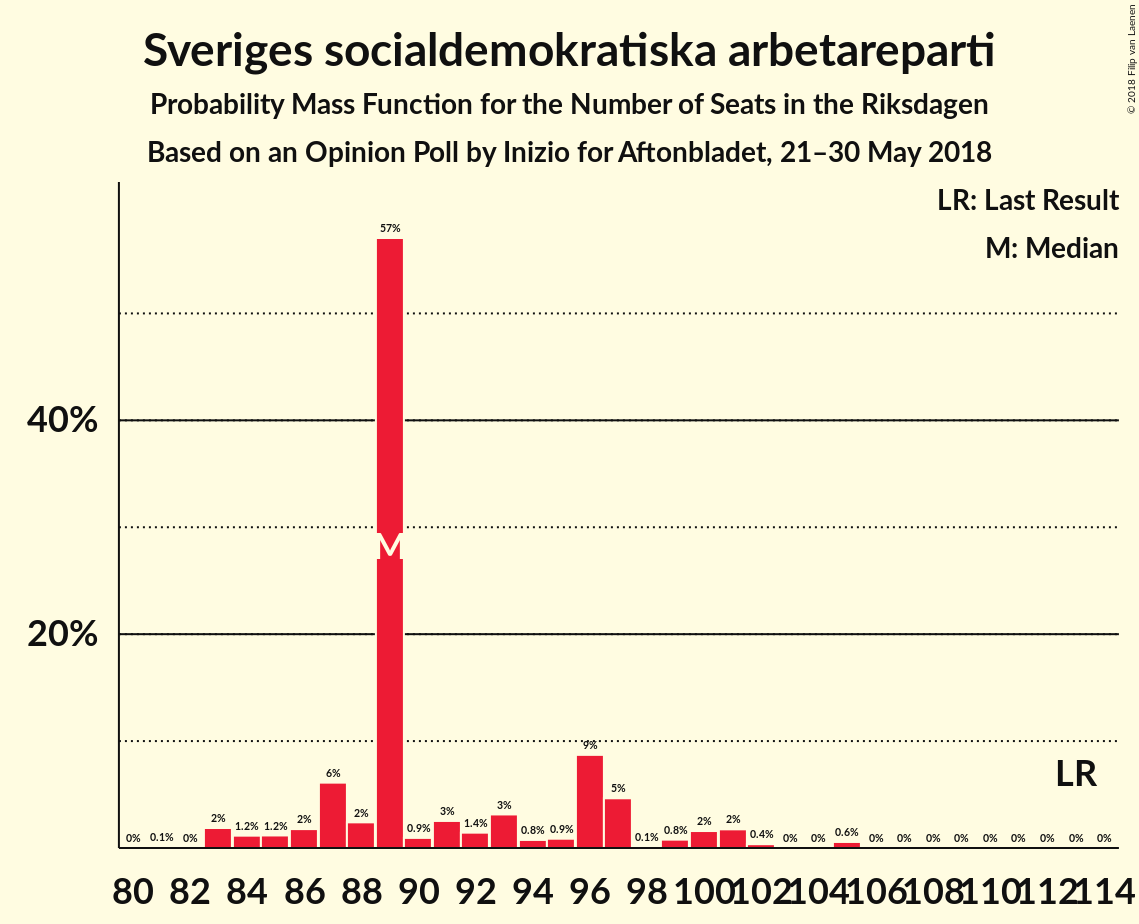 Sveriges socialdemokratiska arbetareparti
Probability Mass Function for the Number of Seats in the Riksdagen
Based on an Opinion Poll by Inizio for Aftonbladet, 21–30 May 2018
© 2018 Filip van Laenen
LR: Last Result
M: Median
57%
40%
M
20%
9%
LR
6%
5%
0% 0.1% 0% 2% 1.2% 1.2% 2% 2% 0.9% 3% 1.4% 3% 0.8% 0.9% 0.1% 0.8% 2% 2% 0.4% 0% 0% 0.6% 0% 0% 0% 0% 0% 0% 0% 0% 0%
80 82 84 86 88 90 92 94 96 98 100 102 104 106 108 110 112 114